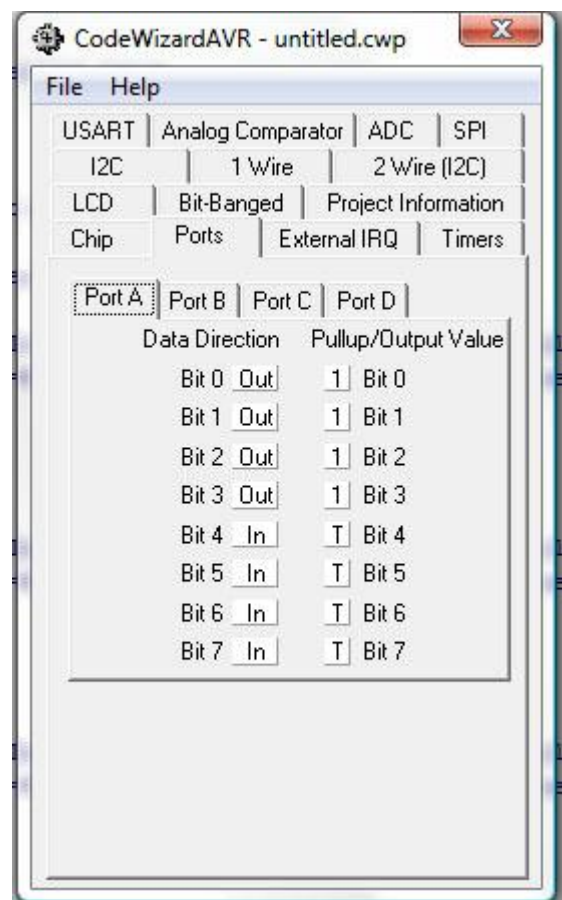 CodeWizardAVR - untitled.cwp
File Help
USART Analog Comparator ADC SPI
I2C 1 Wire 2 Wire (I2C)
LCD Bit-Banged Project Information
Chip Ports External IRQ Timers
Port A Port B Port C Port D
Data Direction Pullup/Output Value
Bit 0 Out 1 Bit 0
Bit 1 Out 1 Bit 1
Bit 2 Out 1 Bit 2
Bit 3 Out 1 Bit 3
Bit 4 In T Bit 4
Bit 5 In T Bit 5
Bit 6 In T Bit 6
Bit 7 In T Bit 7